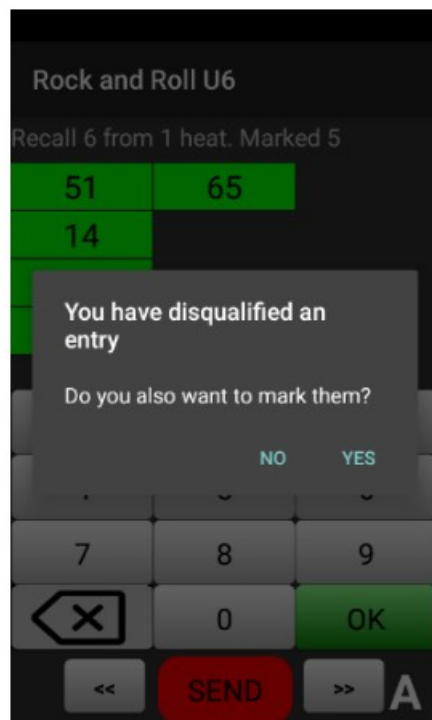 Rock and Roll U6
Recall 6 from 1 heat. Marked 5
51 65
14
You have disqualified an
entry
Do you also want to mark them?
NO YES
7 8 9
0 OK
<< SEND >> A